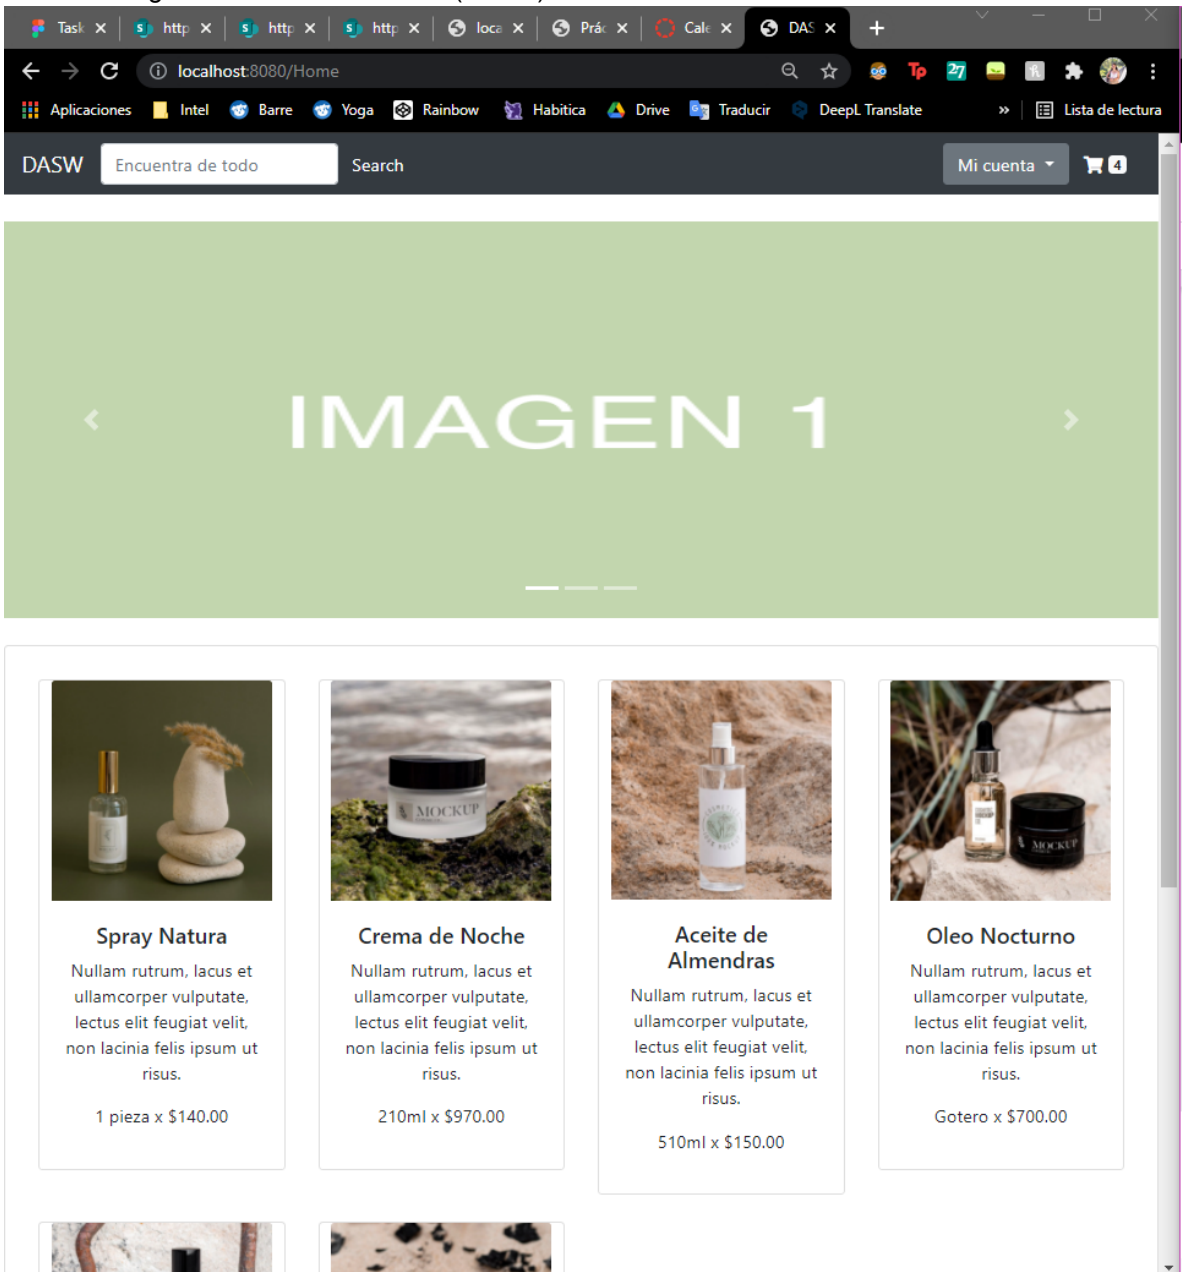 Task
http
http
http
loca
Prác
Cale
DAS
localhost:8080/Home
Tp
27
Aplicaciones
Intel
Barre
Yoga
Rainbow
Habitica
Drive
Traducir
DeepL Translate
»
Lista de lectura
DASW
Encuentra de todo
Search
Mi cuenta
4
IMAGEN 1
MOCKUP
MOCKUP
Spray Natura
Nullam rutrum, lacus et
ullamcorper vulputate,
lectus elit feugiat velit,
non lacinia felis ipsum ut
risus.
1 pieza x $140.00
Crema de Noche
Nullam rutrum, lacus et
ullamcorper vulputate,
lectus elit feugiat velit,
non lacinia felis ipsum ut
risus.
210ml x $970.00
Aceite de
Almendras
Nullam rutrum, lacus et
ullamcorper vulputate,
lectus elit feugiat velit,
non lacinia felis ipsum ut
risus.
510ml x $150.00
Oleo Nocturno
Nullam rutrum, lacus et
ullamcorper vulputate,
lectus elit feugiat velit,
non lacinia felis ipsum ut
risus.
Gotero x $700.00